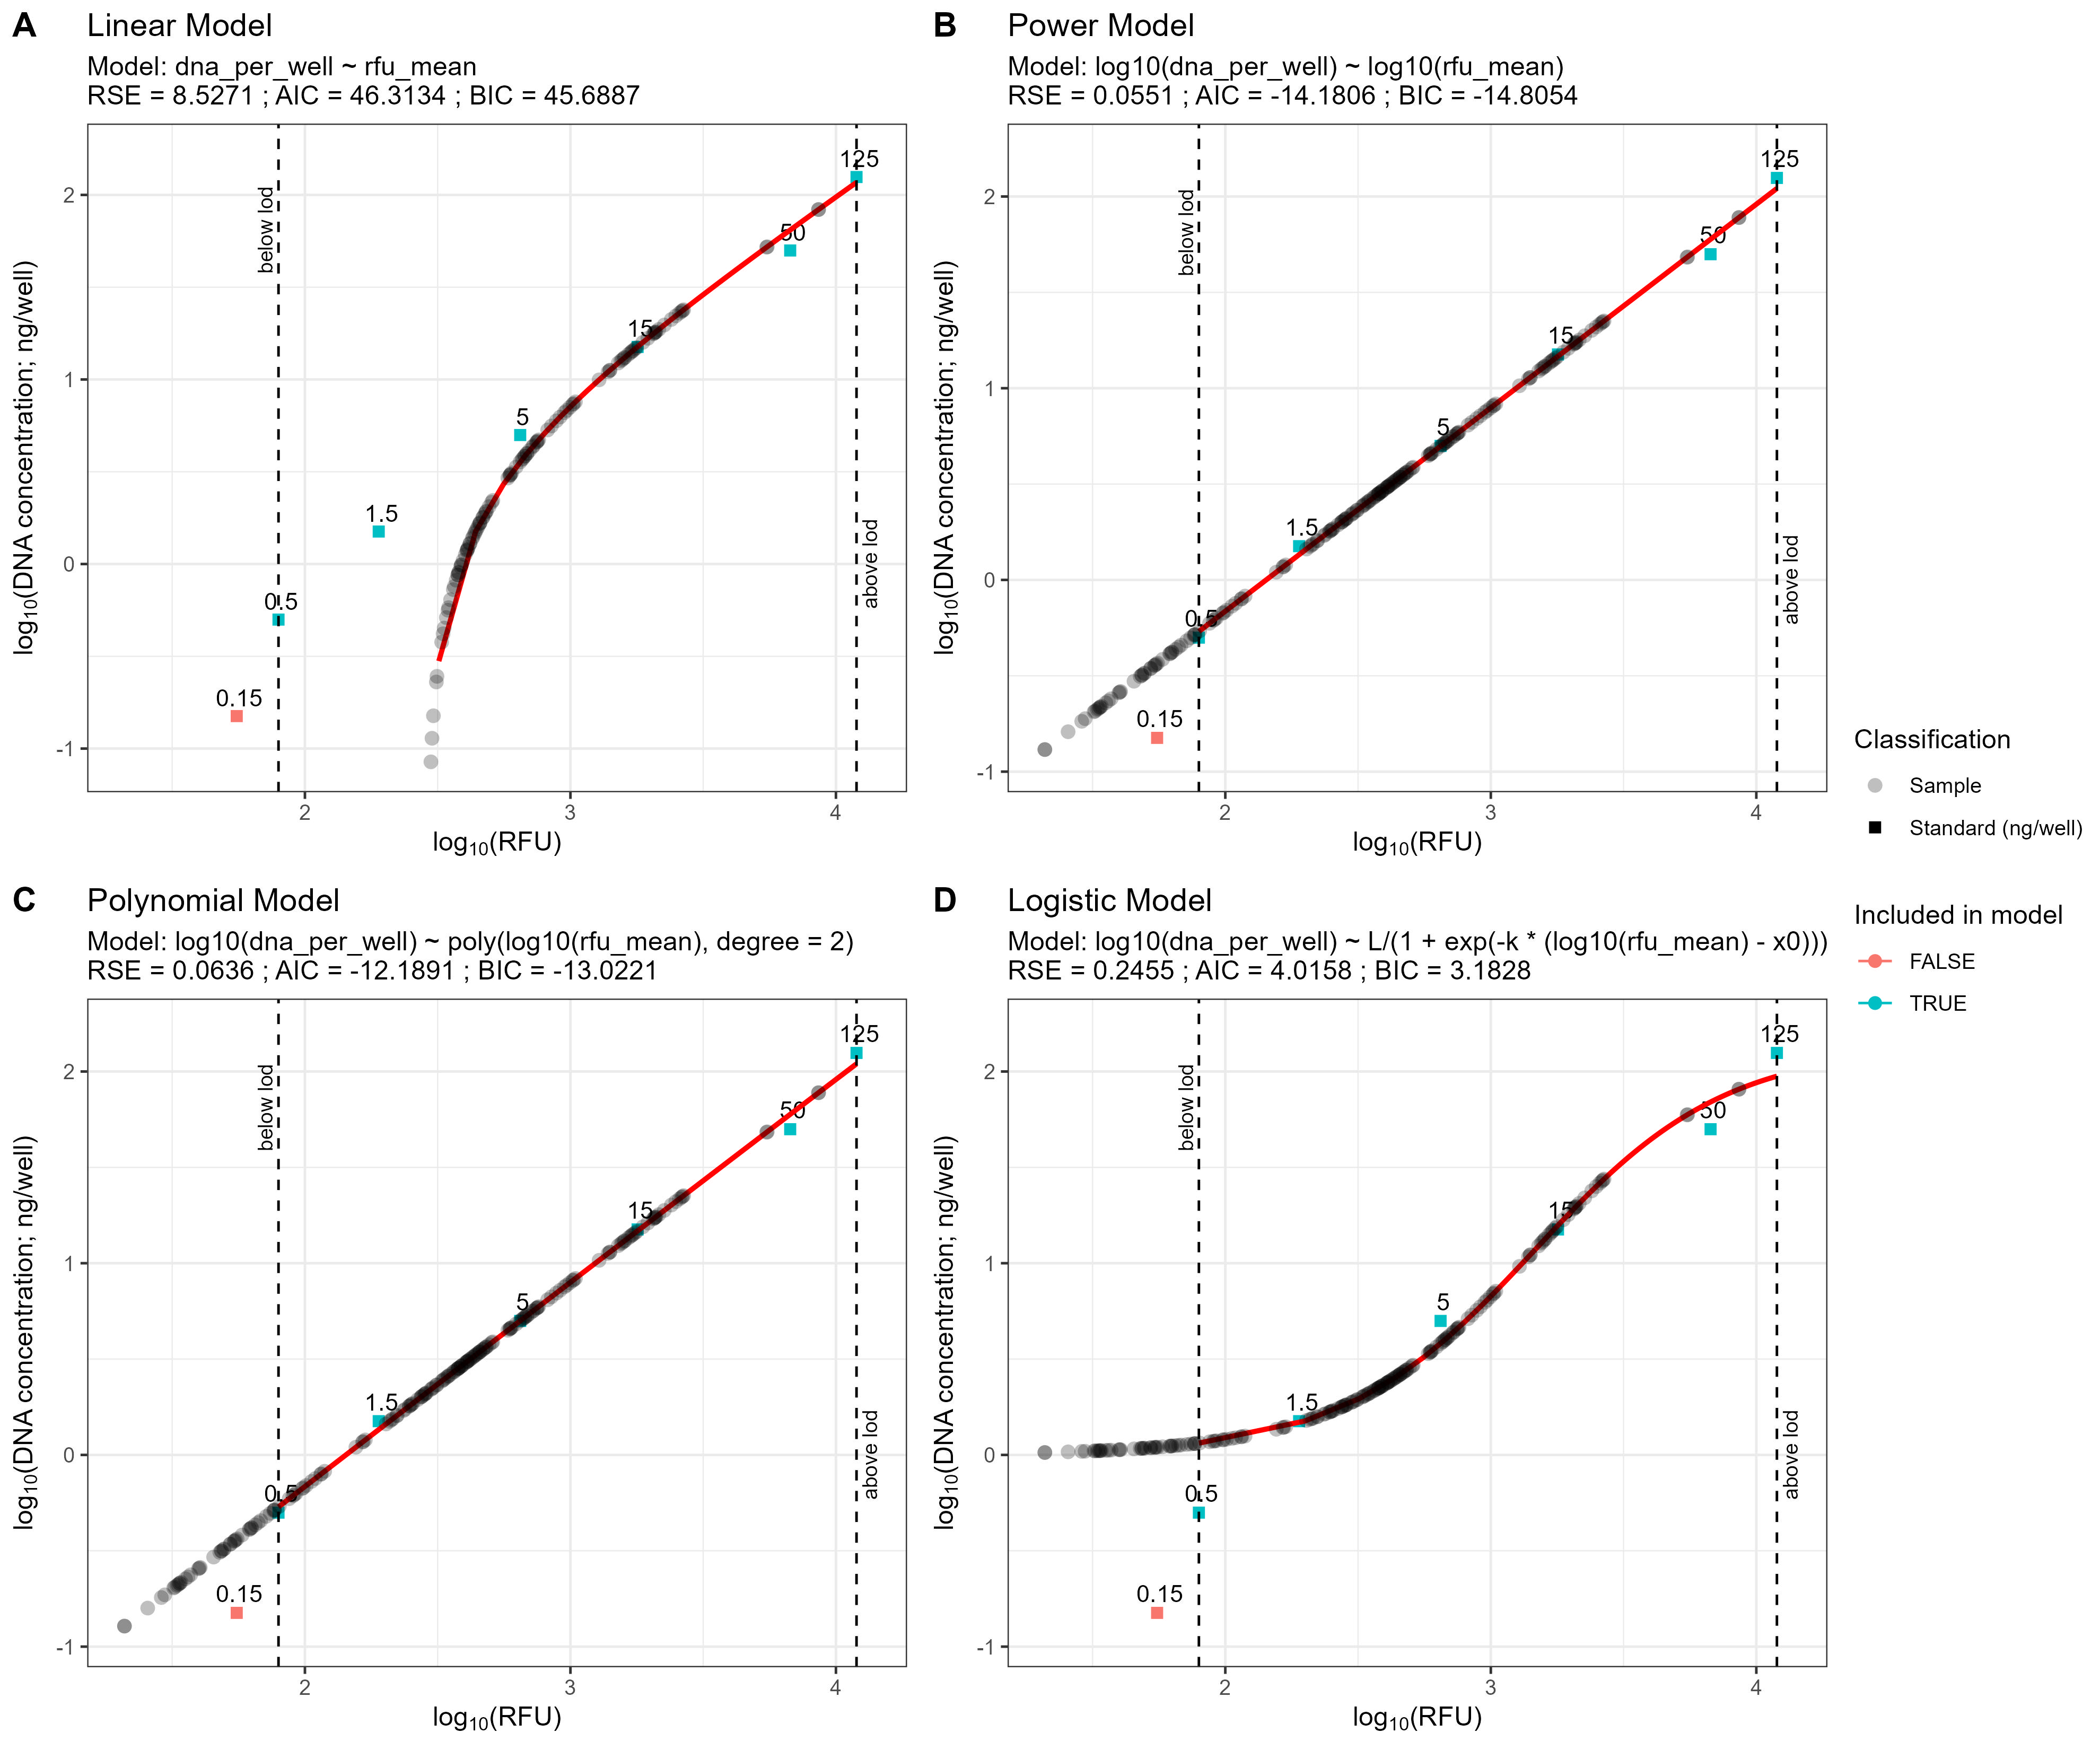 A Linear Model
Model: dna_per_well ~ rfu_mean
RSE = 8.5271 ; AIC = 46.3134 ; BIC = 45.6887
125
2
below lod
50
log10(DNA concentration; ng/well)
15
1
5
1.5
above lod
0
0.5
0.15
-1
2 3 4
log10(RFU)
B Power Model
Model: log10(dna_per_well) ~ log10(rfu_mean)
RSE = 0.0551 ; AIC = -14.1806 ; BIC = -14.8054
125
2
below lod
50
log10(DNA concentration; ng/well)
15
1
5
1.5
above lod
0
0.5
0.15
-1
2 3 4
log10(RFU)
Classification
Sample
Standard (ng/well)
Included in model
FALSE
TRUE
C Polynomial Model
Model: log10(dna_per_well) ~ poly(log10(rfu_mean), degree = 2)
RSE = 0.0636 ; AIC = -12.1891 ; BIC = -13.0221
125
2
below lod
50
log10(DNA concentration; ng/well)
15
1
5
1.5
above lod
0
0.5
0.15
-1
2 3 4
log10(RFU)
D Logistic Model
Model: log10(dna_per_well) ~ L/(1 + exp(-k * (log10(rfu_mean) - x0)))
RSE = 0.2455 ; AIC = 4.0158 ; BIC = 3.1828
125
2
below lod
50
log10(DNA concentration; ng/well)
15
1
5
1.5
above lod
0
0.5
0.15
-1
2 3 4
log10(RFU)